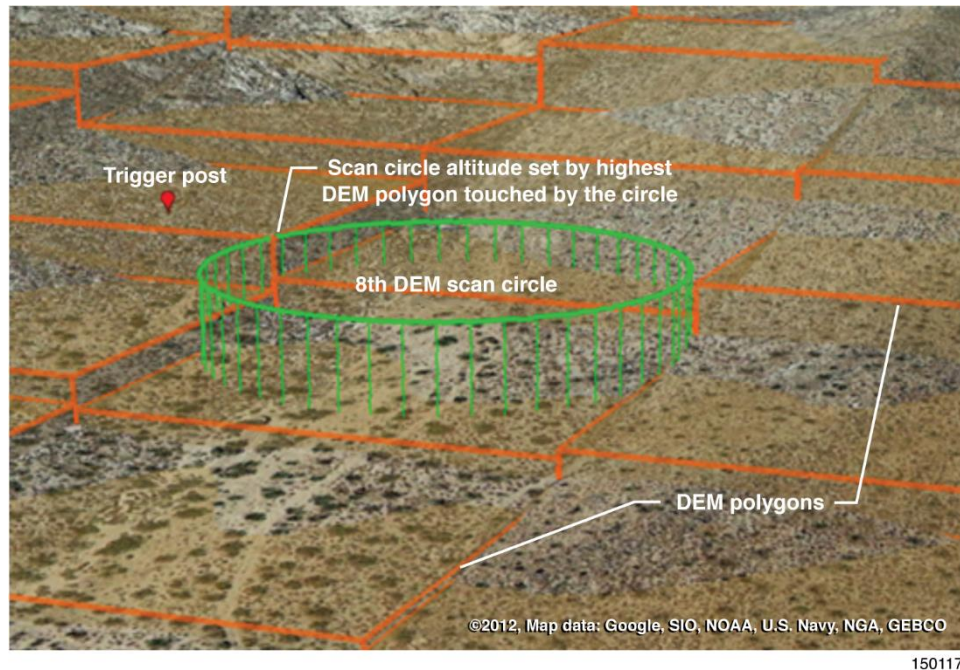 Trigger post
Scan circle altitude set by highest
DEM polygon touched by the circle
8th DEM scan circle
DEM polygons
©2012, Map data: Google, SIO, NOAA, U.S. Navy, NGA, GEBCO
150117